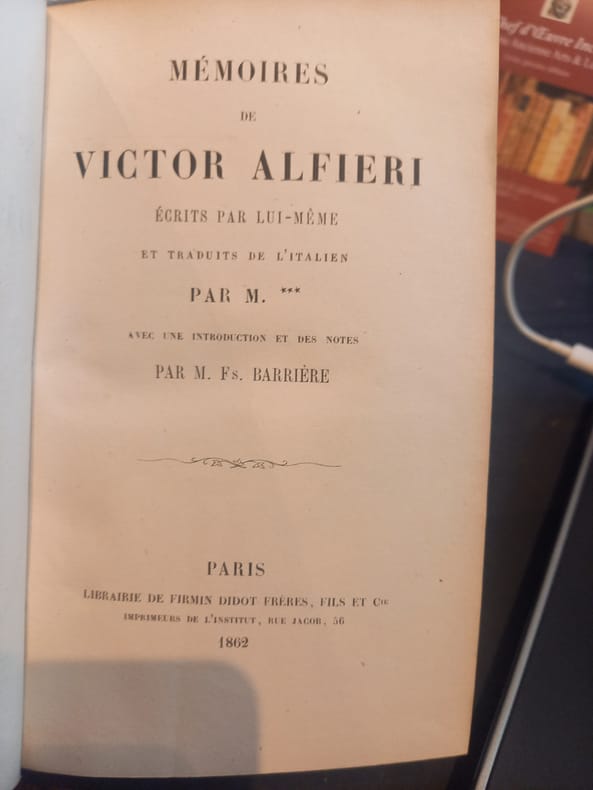 MÉMOIRES
DE
VICTOR ALFIERI
ÉCRITS PAR LUI-MÊME
ET TRADUITS DE L'ITALIEN
PAR M. ***
AVEC UNE INTRODUCTION ET DES NOTES
PAR M. Fs. BARRIÈRE
PARIS
LIBRAIRIE DE FIRMIN DIDOT FRÈRES, FILS ET Cie
IMPRIMEURS DE L'INSTITUT, RUE JACOB, 56
1862
hef d'Œuvre